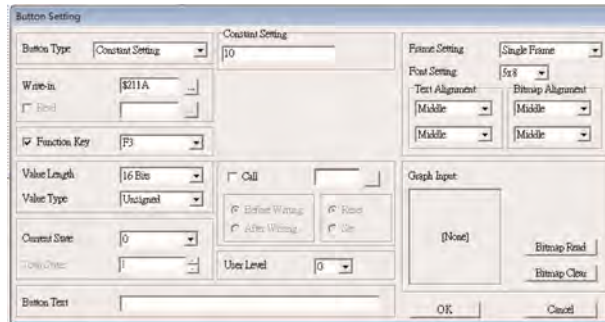 Button Setting
Button Type
Constant Setting
Constant Setting
10
Write-in
$211A
...
Read
...
Function Key
F3
Value Length
16 Bits
Value Type
Unsigned
Call
...
Before Writing
After Writing
Reset
Set
Current State
0
Total State
1
User Level
0
Button Text
Frame Setting
Single Frame
Font Setting
5x8
Text Alignment
Middle
Middle
Bitmap Alignment
Middle
Middle
Graph Input
[None]
Bitmap Read
Bitmap Clear
OK
Cancel